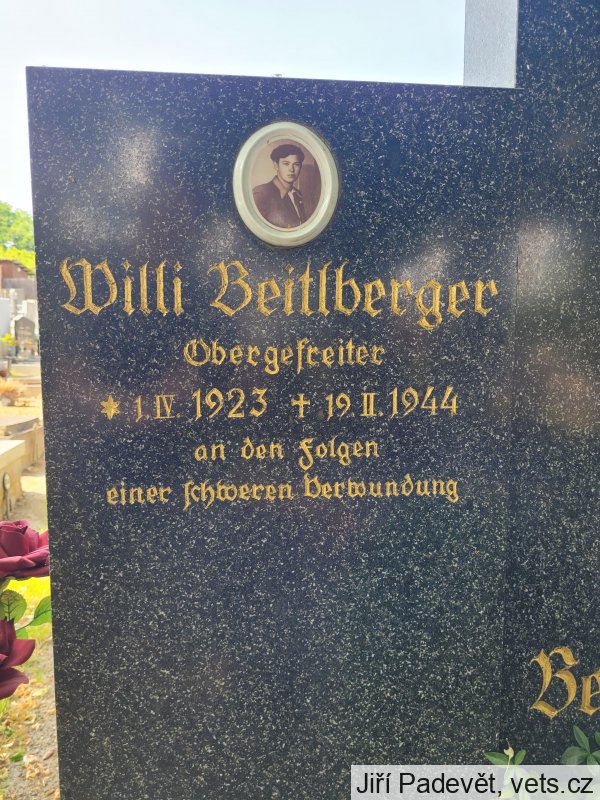 Willi Beitlberger
Obergefreiter
* 1. IV. 1923 + 19. II. 1944
an den Folgen
einer schweren Verwundung
Be
Jiří Padevět, vets.cz